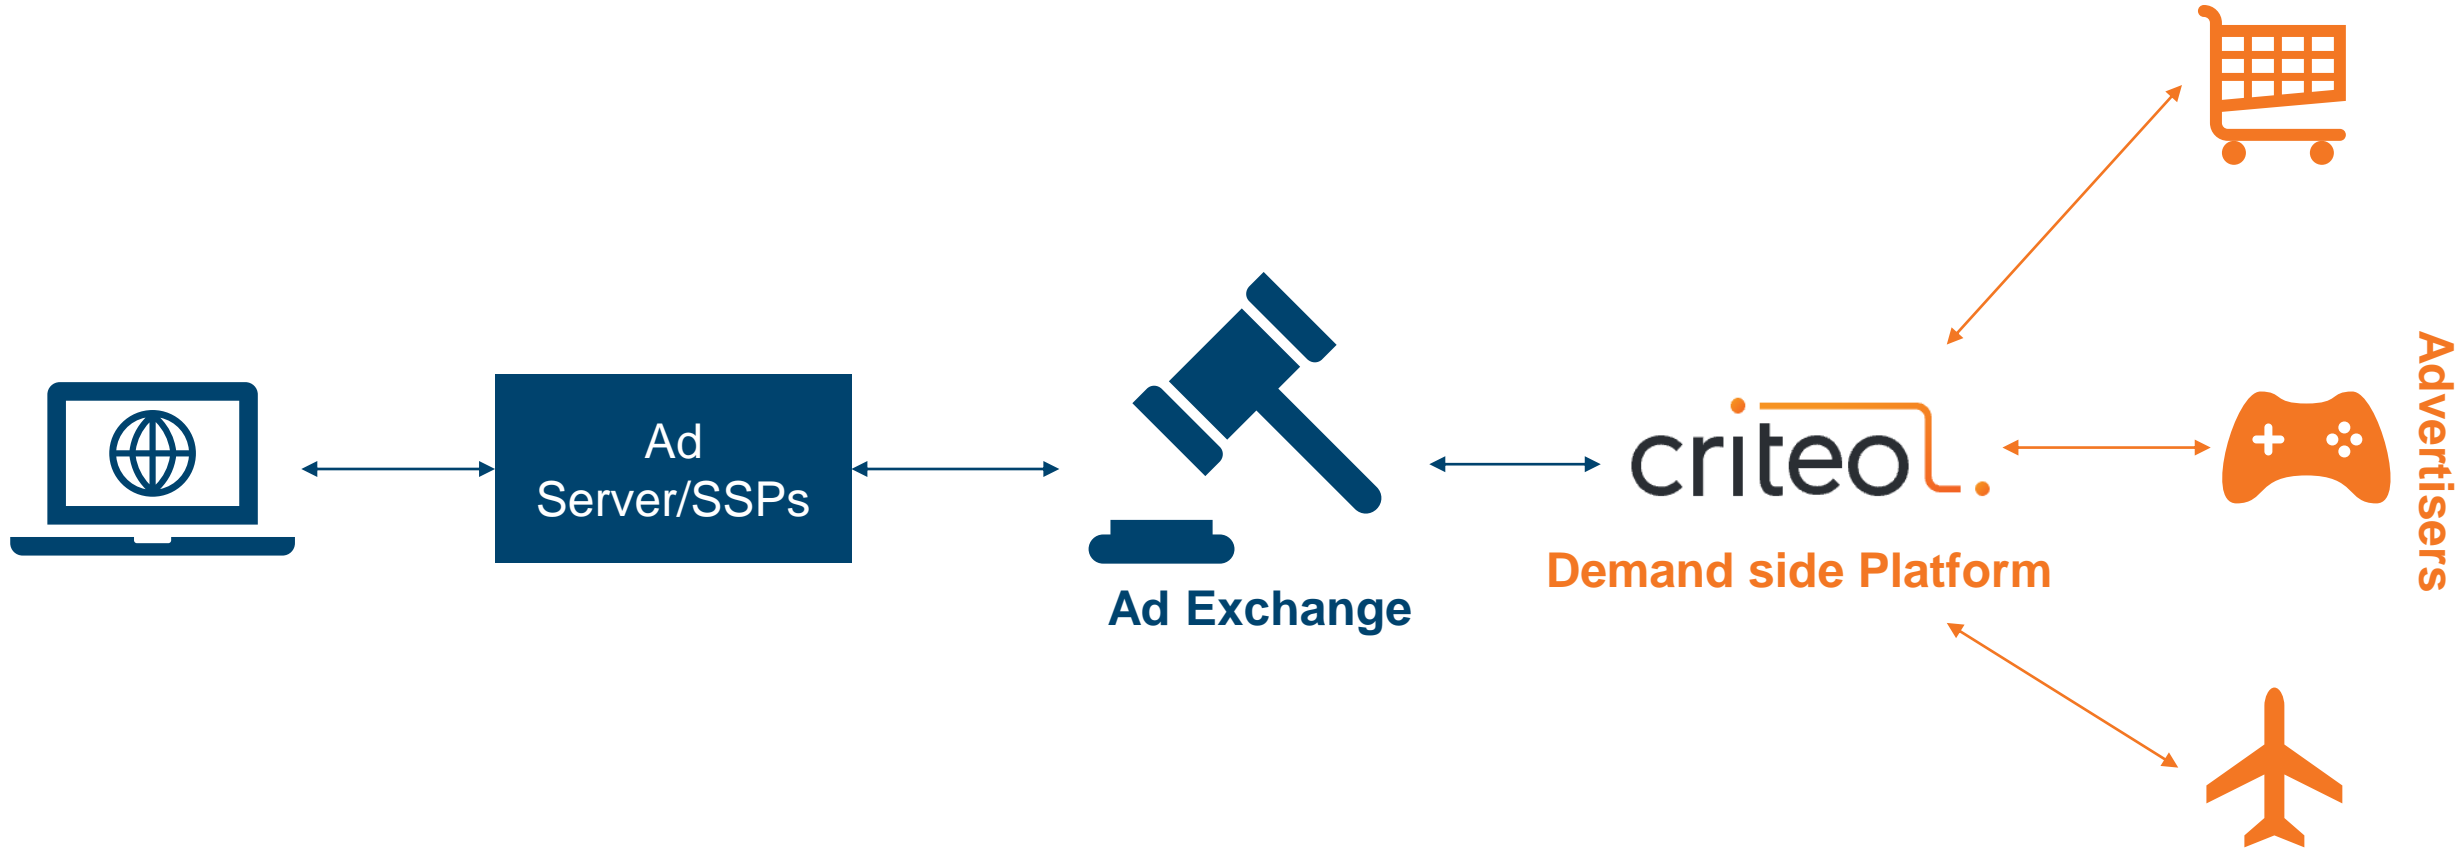 Ad
Server/SSPs
Ad Exchange
criteo
Demand side Platform
Advertisers